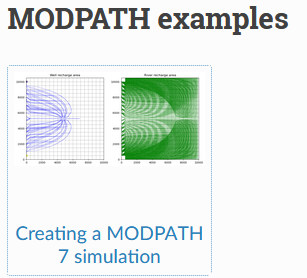 MODPATH examples
Well recharge area
River recharge area
Creating a MODPATH
7 simulation